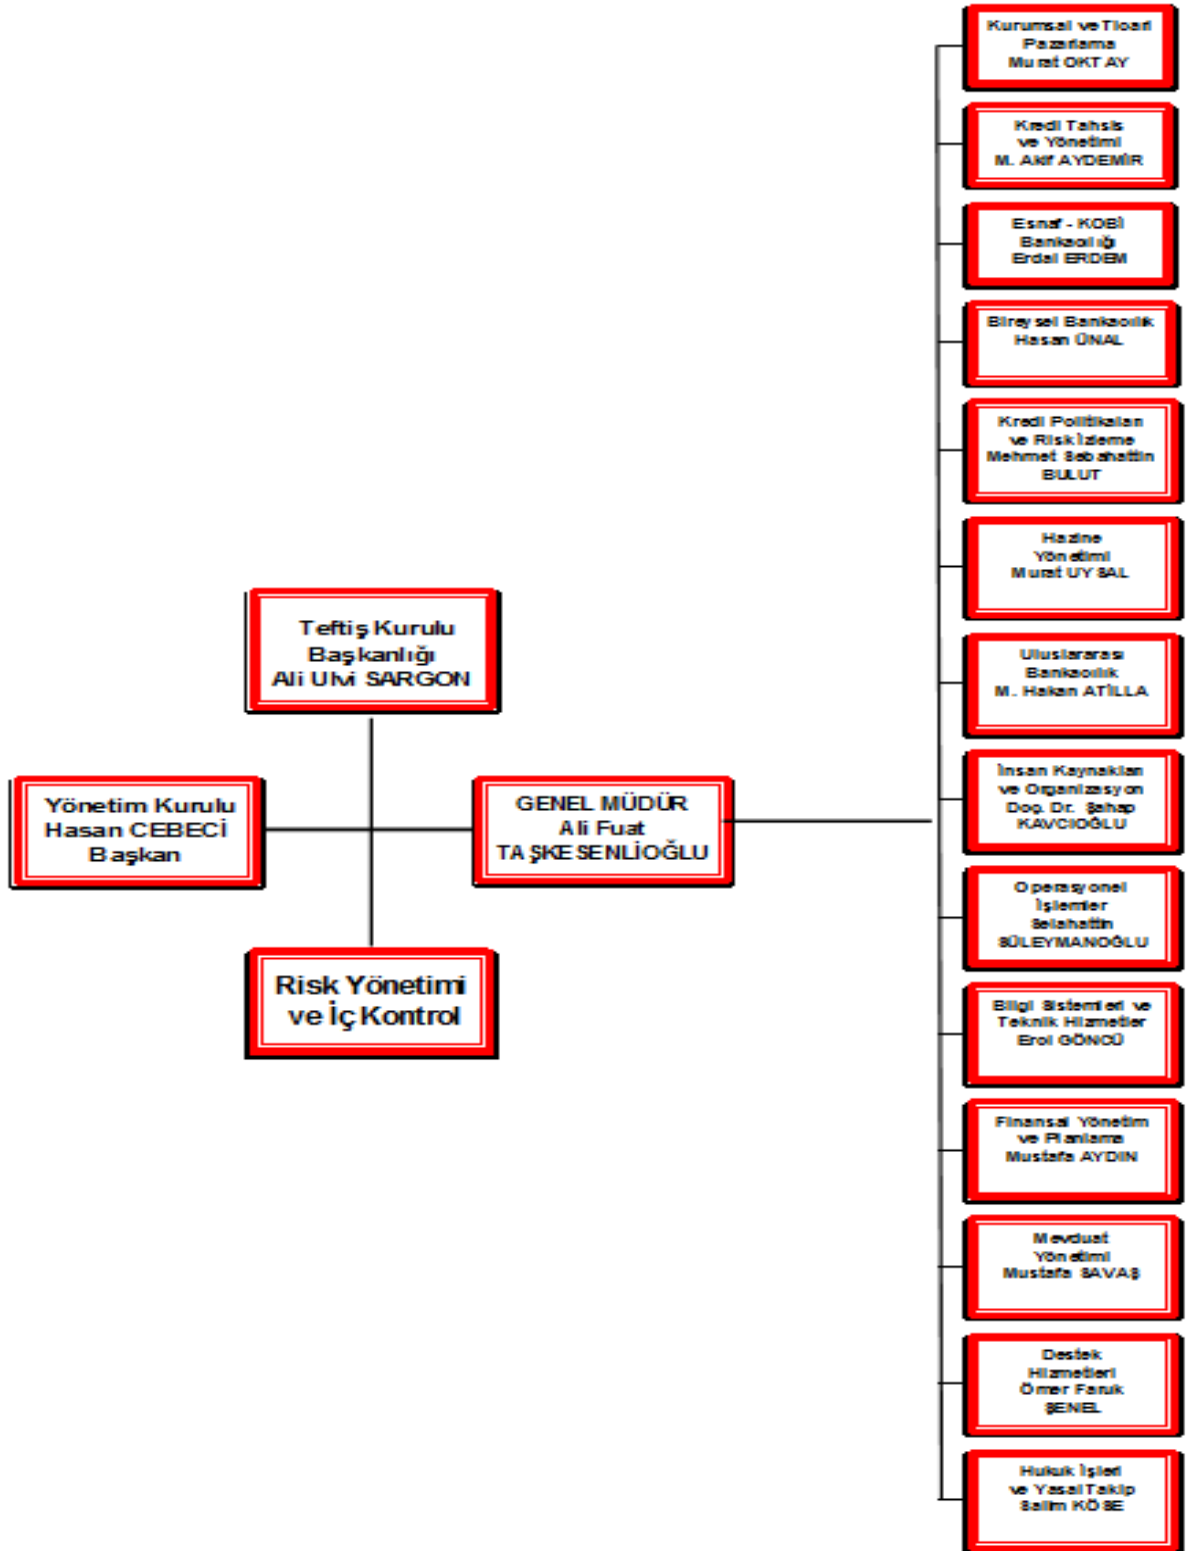 Kurumsal ve Ticari
Pazarlama
Murat OKTAY
Kredi Tahsis
ve Yönetimi
M. Akif AYDEMİR
Esnaf - KOBİ
Bankacılığı
Erdal ERDEM
Bireysel Bankacılık
Hasan ÜNAL
Kredi Politikaları
ve Risk İzleme
Mehmet Sebahattin
BULUT
Hazine
Yönetimi
Murat UYSAL
Teftiş Kurulu
Başkanlığı
Ali Ulvi SARGON
Uluslararası
Bankacılık
M. Hakan ATİLLA
Yönetim Kurulu
Hasan CEBECİ
Başkan
GENEL MÜDÜR
Ali Fuat
TAŞKESENLİOĞLU
İnsan Kaynakları
ve Organizasyon
Doç. Dr. Şahap
KAVCIOĞLU
Risk Yönetimi
ve İç Kontrol
Operasyonel
İşlemler
Selahattin
SÜLEYMANOĞLU
Bilgi Sistemleri ve
Teknik Hizmetler
Erol GÖNCÜ
Finansal Yönetim
ve Planlama
Mustafa AYDIN
Mevduat
Yönetimi
Mustafa SAVAŞ
Destek
Hizmetleri
Ömer Faruk
ŞENEL
Hukuk İşleri
ve Yasal Takip
Salim KÖSE